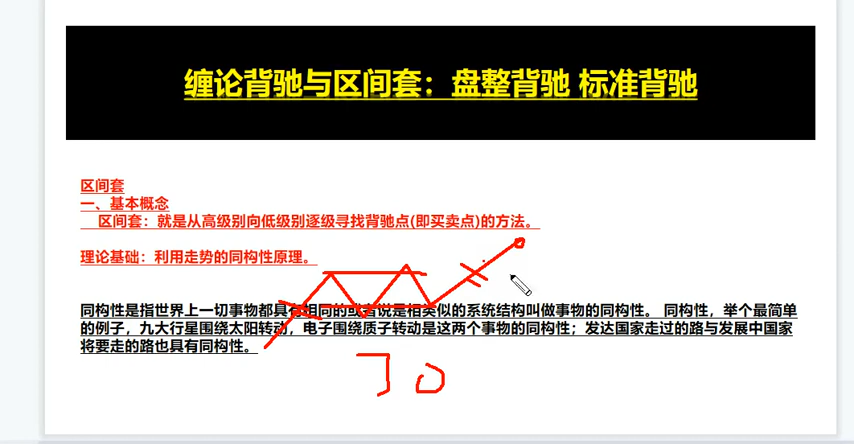 缠论背驰与区间套：盘整背驰 标准背驰
区间套
一、基本概念
区间套：就是从高级别向低级别逐级寻找背驰点(即买卖点)的方法。
理论基础：利用走势的同构性原理。
同构性是指世界上一切事物都具有相同的或者说是相类似的系统结构叫做事物的同构性。 同构性，举个最简单
的例子，九大行星围绕太阳转动，电子围绕质子转动是这两个事物的同构性；发达国家走过的路与发展中国家
将要走的路也具有同构性。